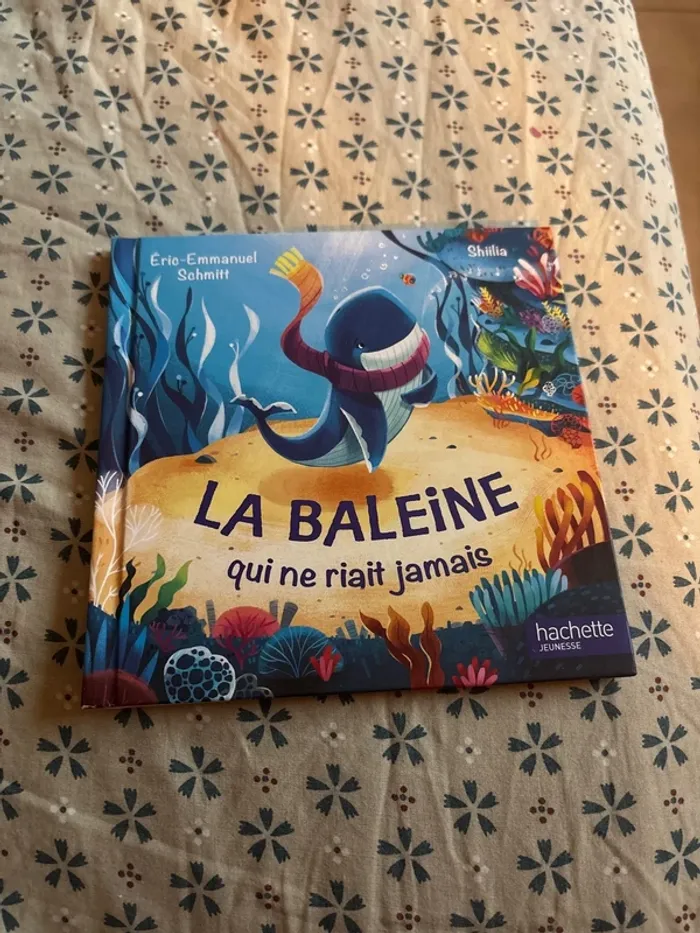 Éric-Emmanuel
Schmitt
Shiilia
LA BALEiNE
qui ne riait jamais
hachette
JEUNESSE